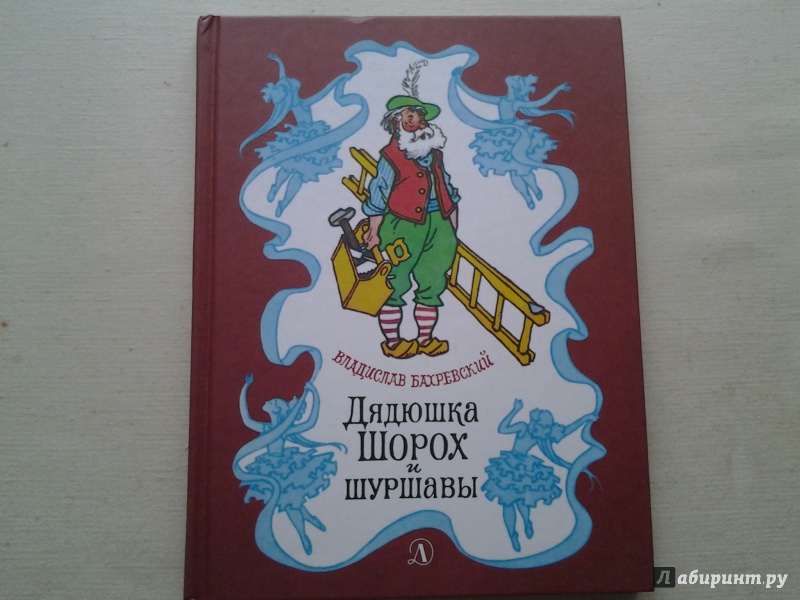 Владислав Бахревский
Дядюшка
Шорох
и
шуршавы
Д
Лабиринт.ру